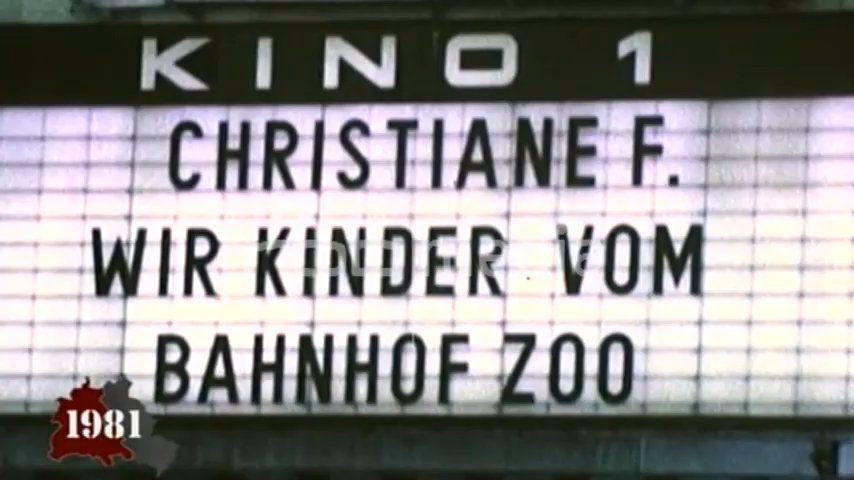 KINO 1
CHRISTIANE F.
WIR KINDER VOM
BAHNHOF ZOO
1981